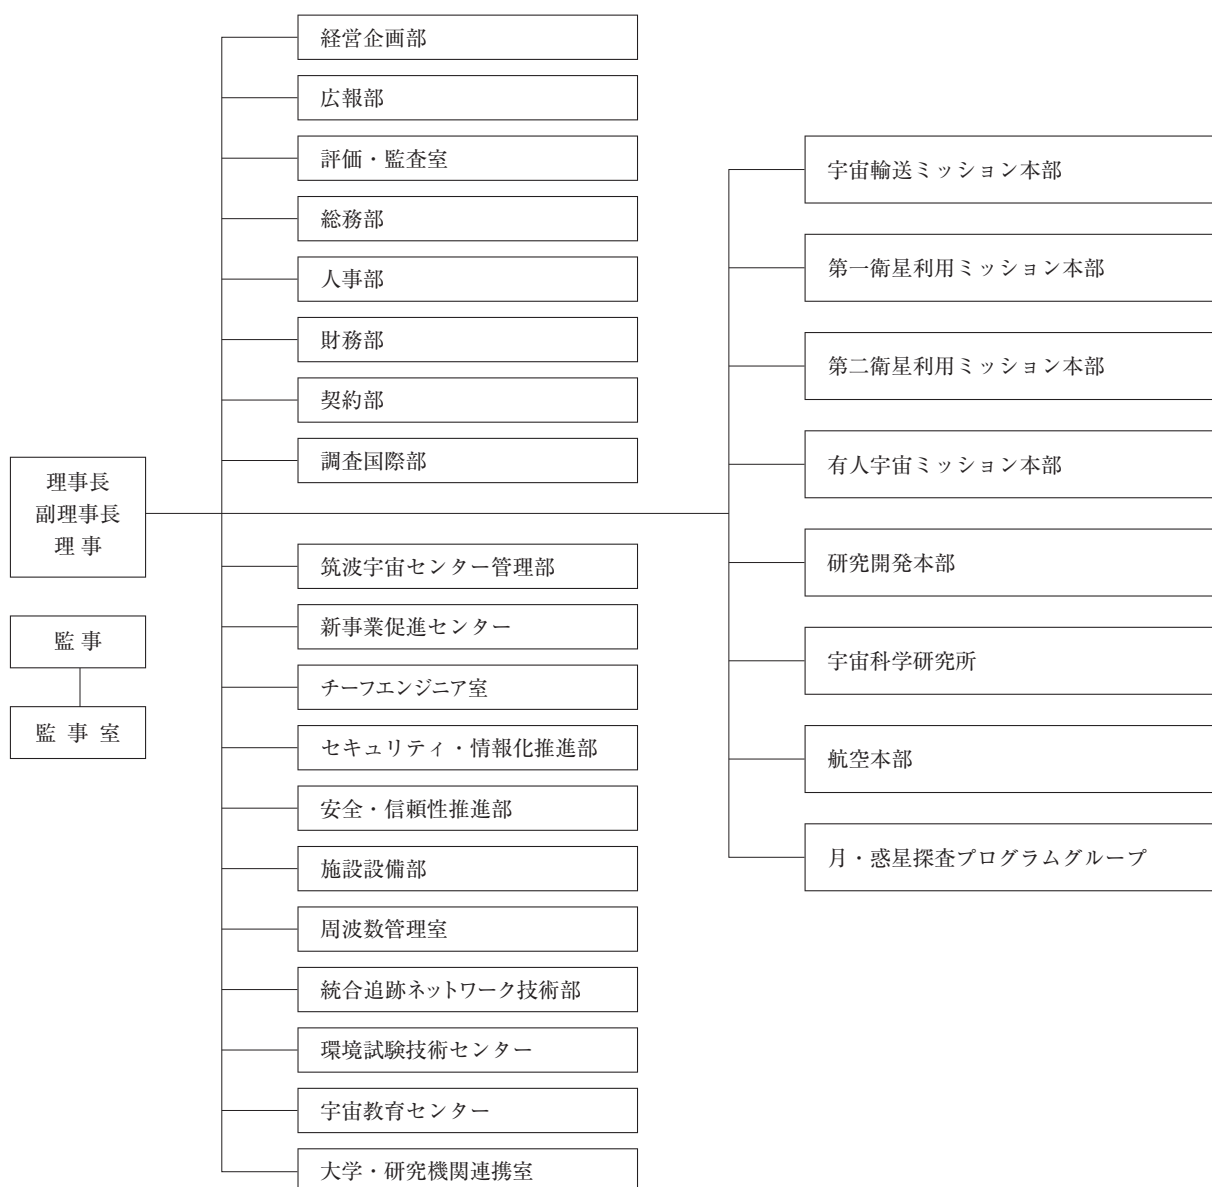 経営企画部
広報部
評価・監査室
総務部
人事部
財務部
契約部
調査国際部
理事長
副理事長
理 事
監 事
監 事 室
筑波宇宙センター管理部
新事業促進センター
チーフエンジニア室
セキュリティ・情報化推進部
安全・信頼性推進部
施設設備部
周波数管理室
統合追跡ネットワーク技術部
環境試験技術センター
宇宙教育センター
大学・研究機関連携室
宇宙輸送ミッション本部
第一衛星利用ミッション本部
第二衛星利用ミッション本部
有人宇宙ミッション本部
研究開発本部
宇宙科学研究所
航空本部
月・惑星探査プログラムグループ